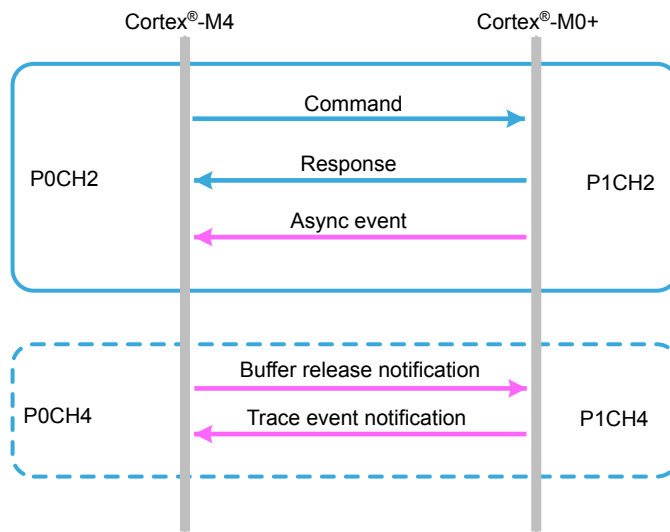 Cortex®-M4
Cortex®-M0+
Command
P0CH2
Response
P1CH2
Async event
Buffer release notification
P0CH4
Trace event notification
P1CH4